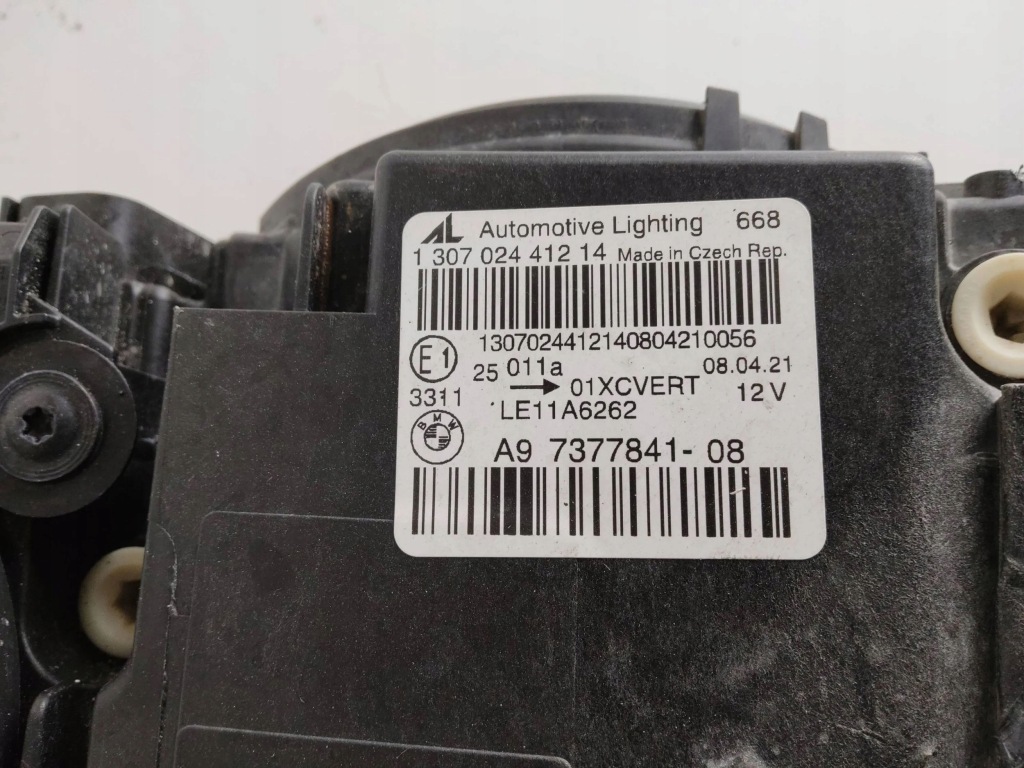 AL Automotive Lighting 668
1 307 024 412 14 Made in Czech Rep.
1307024412140804210056
E1 25 011a 08.04.21
3311 → 01XCVERT 12 V
LE11A6262
BMW
A9 7377841- 08